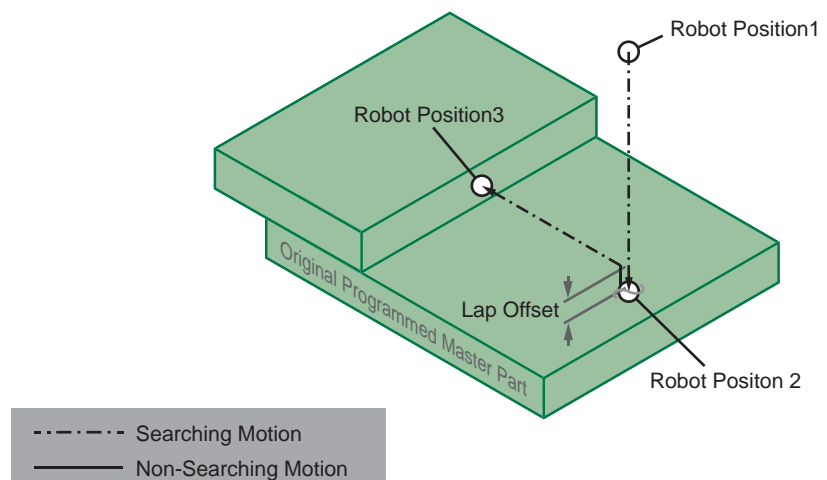 Robot Position1
Robot Position3
Original Programmed Master Part
Lap Offset
Robot Positon 2
Searching Motion
Non-Searching Motion